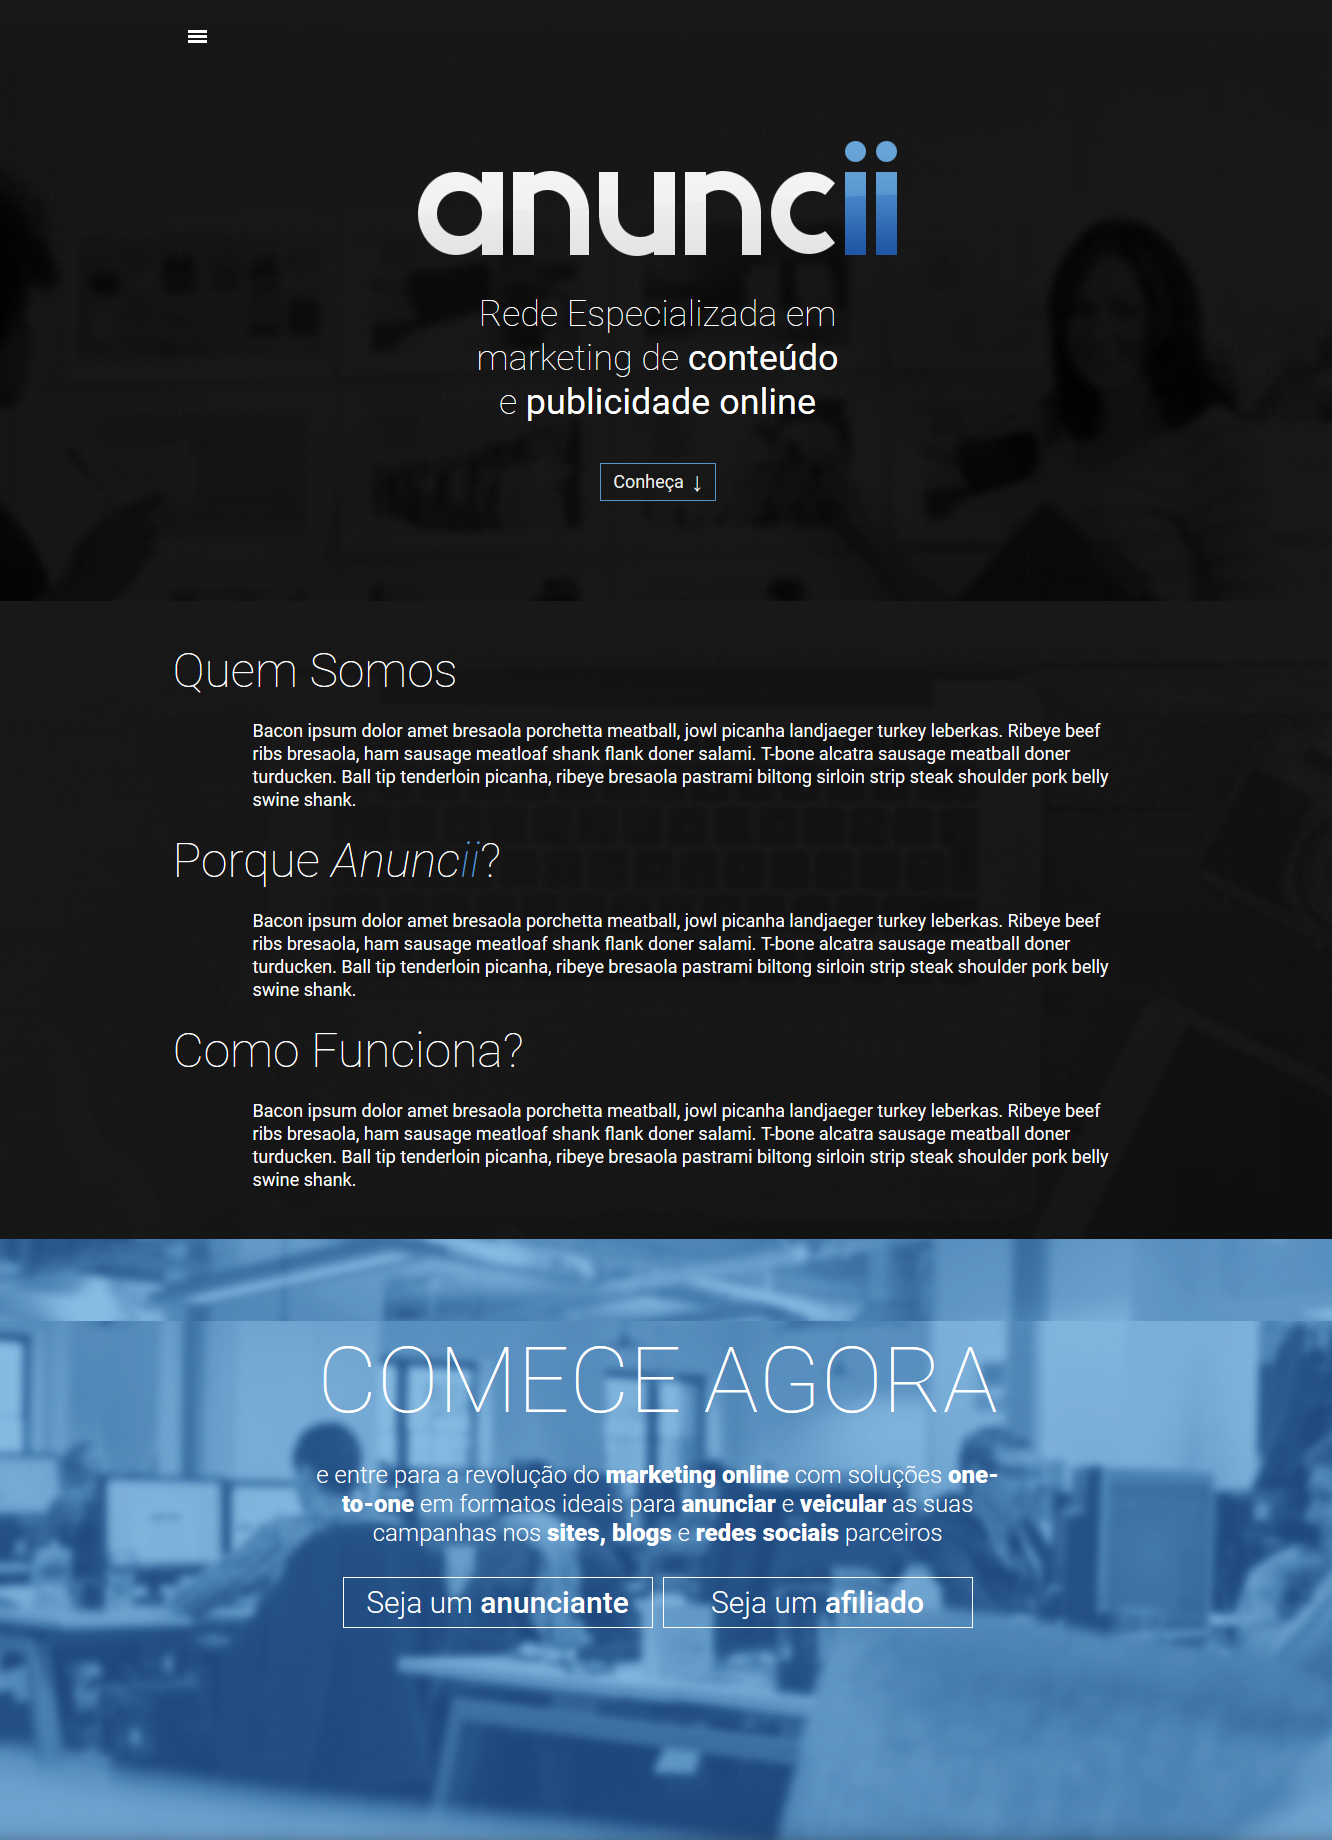 anuncii
Rede Especializada em
marketing de conteúdo
e publicidade online
Conheça ↓
Quem Somos
Bacon ipsum dolor amet bresaola porchetta meatball, jowl picanha landjaeger turkey leberkas. Ribeye beef
ribs bresaola, ham sausage meatloaf shank flank doner salami. T-bone alcatra sausage meatball doner
turducken. Ball tip tenderloin picanha, ribeye bresaola pastrami biltong sirloin strip steak shoulder pork belly
swine shank.
Porque Anuncii?
Bacon ipsum dolor amet bresaola porchetta meatball, jowl picanha landjaeger turkey leberkas. Ribeye beef
ribs bresaola, ham sausage meatloaf shank flank doner salami. T-bone alcatra sausage meatball doner
turducken. Ball tip tenderloin picanha, ribeye bresaola pastrami biltong sirloin strip steak shoulder pork belly
swine shank.
Como Funciona?
Bacon ipsum dolor amet bresaola porchetta meatball, jowl picanha landjaeger turkey leberkas. Ribeye beef
ribs bresaola, ham sausage meatloaf shank flank doner salami. T-bone alcatra sausage meatball doner
turducken. Ball tip tenderloin picanha, ribeye bresaola pastrami biltong sirloin strip steak shoulder pork belly
swine shank.
COMECE AGORA
e entre para a revolução do marketing online com soluções one-
to-one em formatos ideais para anunciar e veicular as suas
campanhas nos sites, blogs e redes sociais parceiros
Seja um anunciante
Seja um afiliado